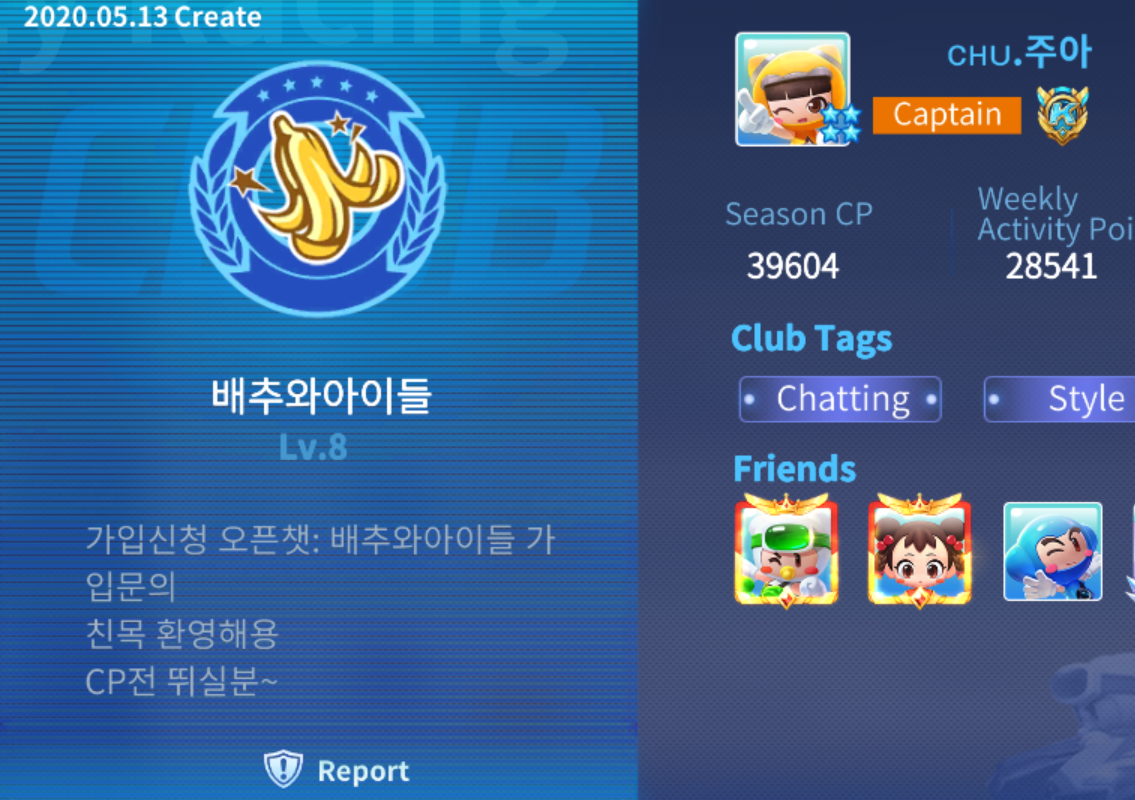 2020.05.13 Create
CLUB
배추와아이들
Lv.8
가입신청 오픈챗: 배추와아이들 가
입문의
친목 환영해용
CP전 뛰실분~
Report
CHU.주아
Captain
Season CP
39604
Weekly
Activity Poi
28541
Club Tags
Chatting
Style
Friends